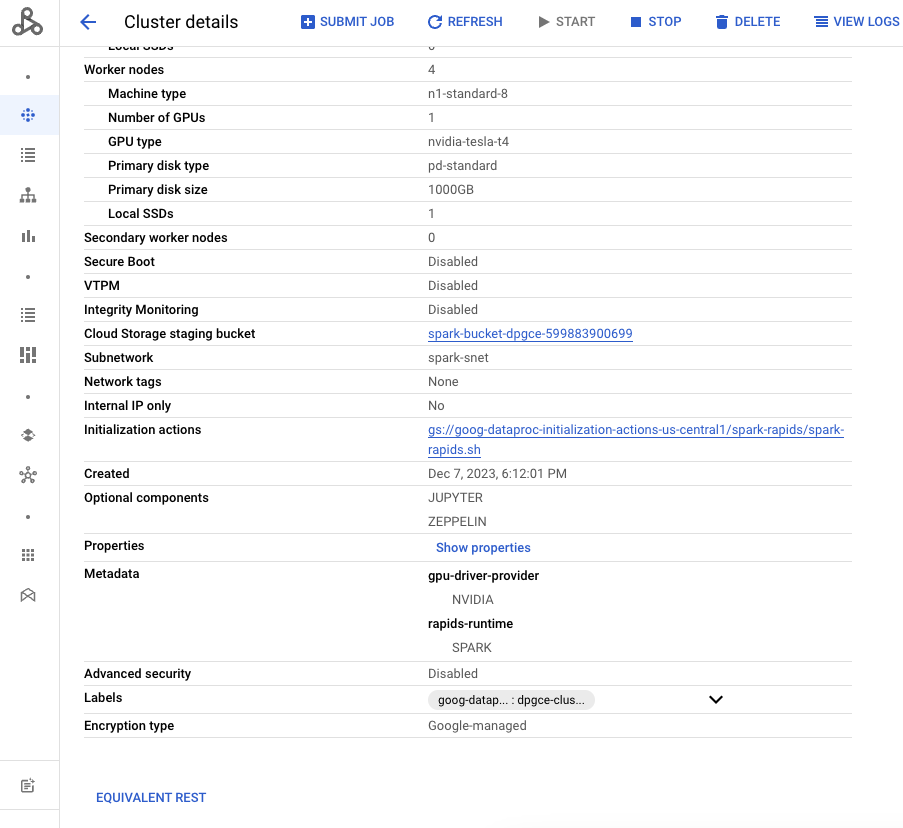 Cluster details
SUBMIT JOB
REFRESH
START
STOP
DELETE
VIEW LOGS
Local SSDs 0
Worker nodes 4
Machine type n1-standard-8
Number of GPUs 1
GPU type nvidia-tesla-t4
Primary disk type pd-standard
Primary disk size 1000GB
Local SSDs 1
Secondary worker nodes 0
Secure Boot Disabled
VTPM Disabled
Integrity Monitoring Disabled
Cloud Storage staging bucket spark-bucket-dpgce-599883900699
Subnetwork spark-snet
Network tags None
Internal IP only No
Initialization actions gs://goog-dataproc-initialization-actions-us-central1/spark-rapids/spark-
rapids.sh
Created Dec 7, 2023, 6:12:01 PM
Optional components JUPYTER
ZEPPELIN
Properties Show properties
Metadata gpu-driver-provider
NVIDIA
rapids-runtime
SPARK
Advanced security Disabled
Labels goog-datap... : dpgce-clus...
Encryption type Google-managed
EQUIVALENT REST